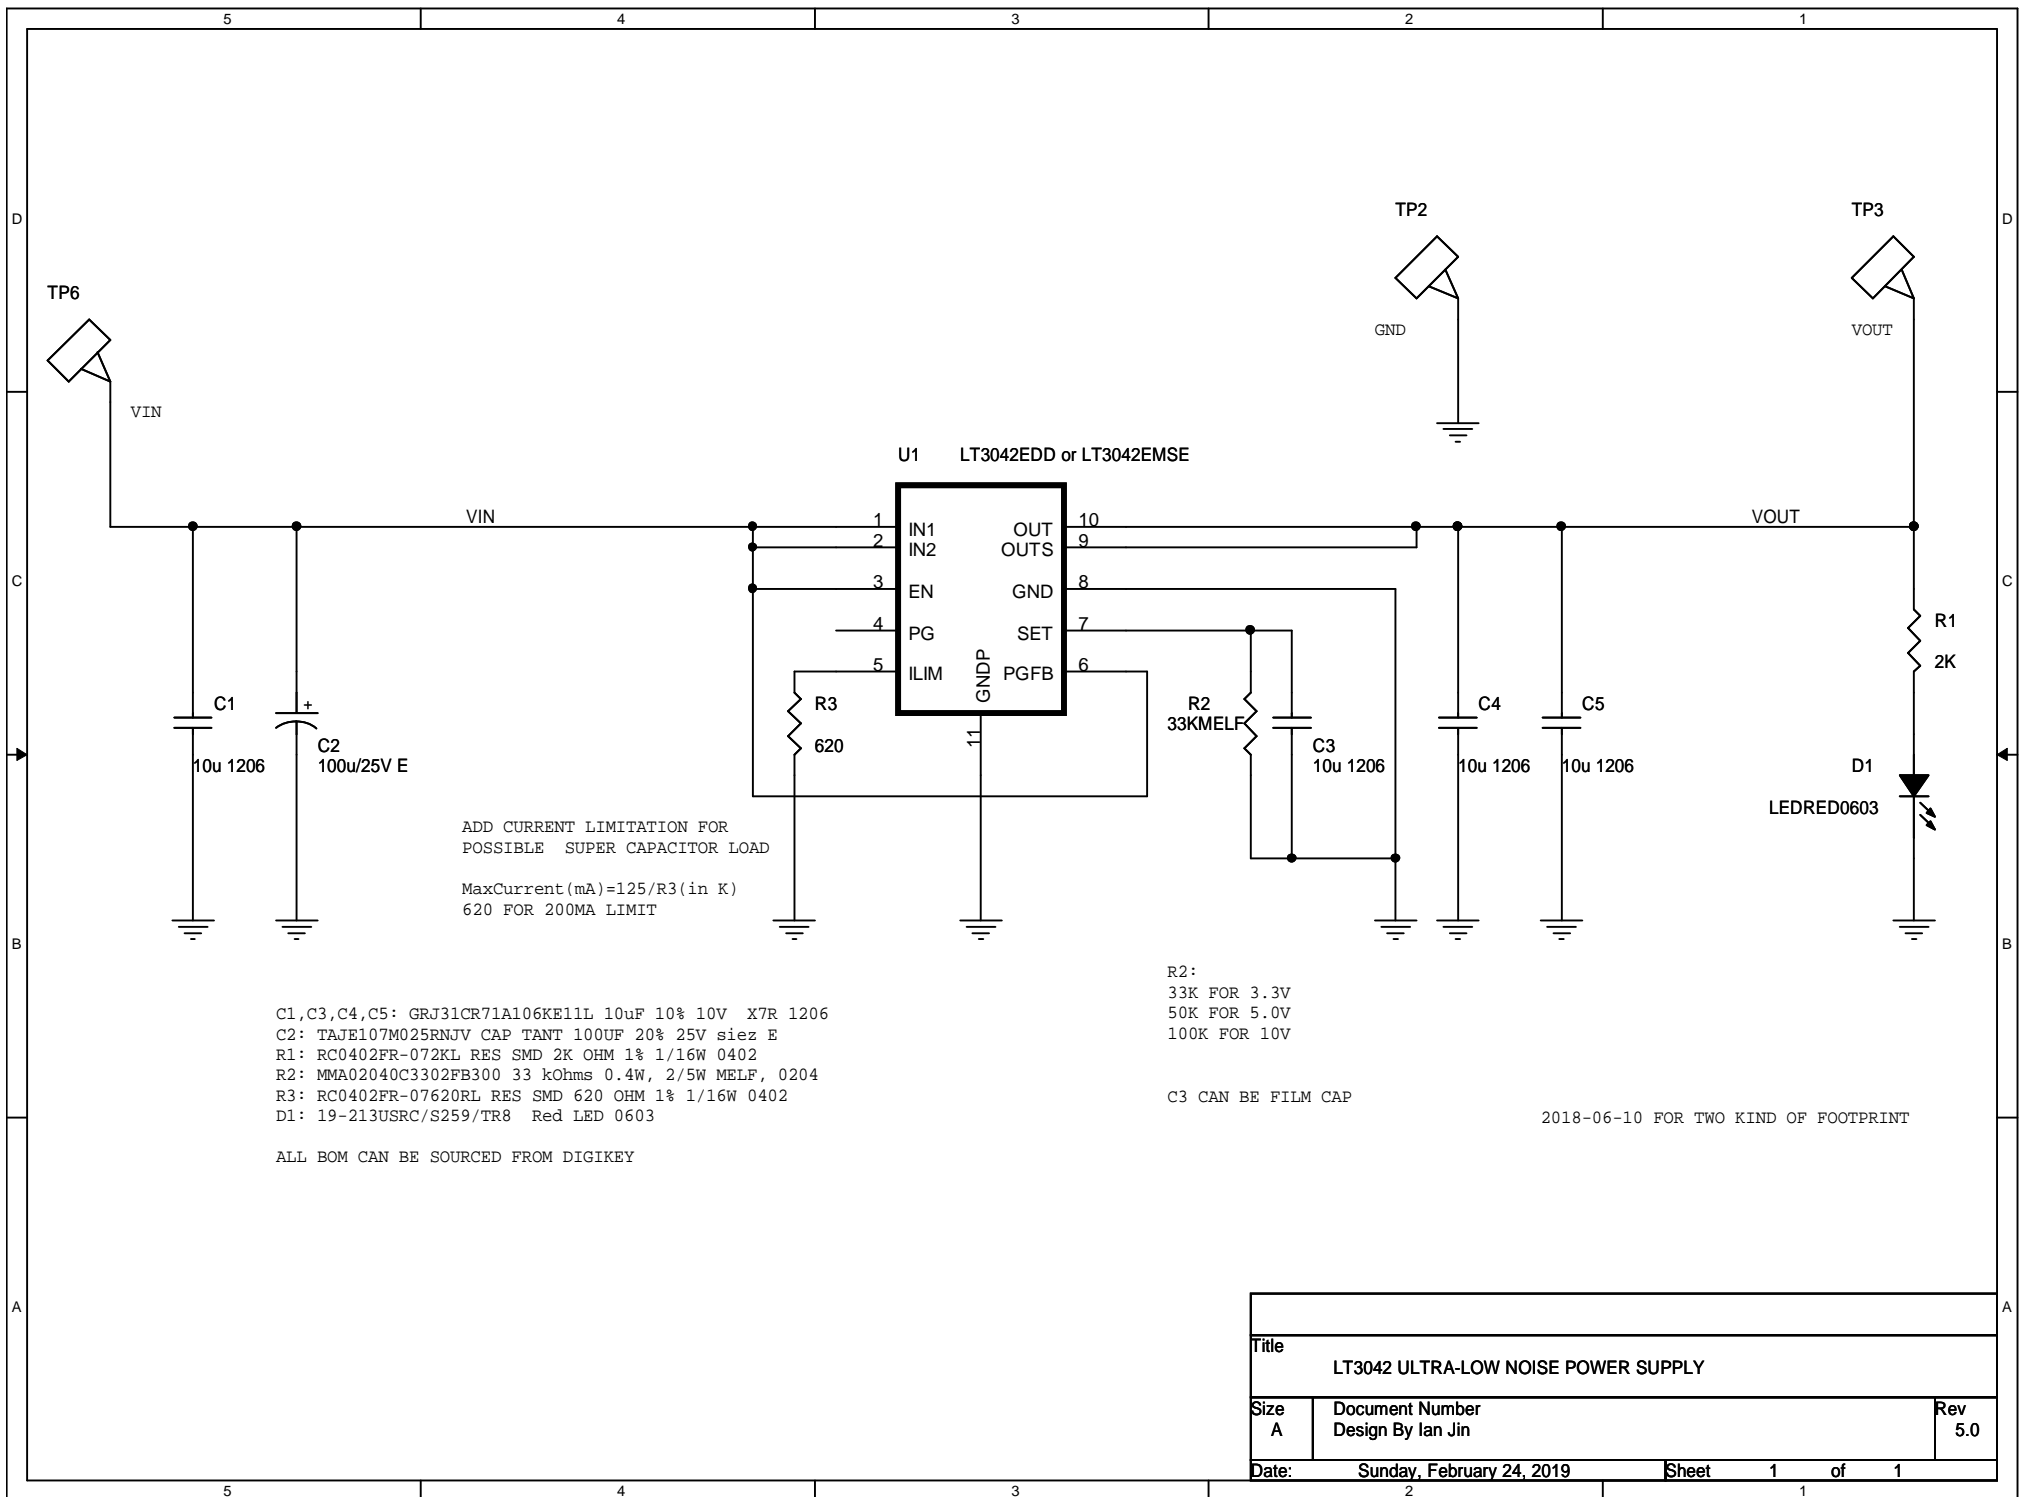 5 4 3 2 1
D D
TP2 TP3
TP6
GND VOUT
VIN
U1 LT3042EDD or LT3042EMSE
VIN VOUT
1 IN1 OUT 10
2 IN2 OUTS 9
C C
3 EN GND 8
4 PG SET 7
5 ILIM GNDP PGFB 6
11
R1
2K
C1
10u 1206
+
C2
100u/25V E
R3
620
R2
33KMELF
C3
10u 1206
C4
10u 1206
C5
10u 1206
D1
LEDRED0603
ADD CURRENT LIMITATION FOR
POSSIBLE SUPER CAPACITOR LOAD
MaxCurrent(mA)=125/R3(in K)
620 FOR 200MA LIMIT
B B
R2:
33K FOR 3.3V
50K FOR 5.0V
100K FOR 10V
C1,C3,C4,C5: GRJ31CR71A106KE11L 10uF 10% 10V X7R 1206
C2: TAJE107M025RNJV CAP TANT 100UF 20% 25V siez E
R1: RC0402FR-072KL RES SMD 2K OHM 1% 1/16W 0402
R2: MMA02040C3302FB300 33 kOhms 0.4W, 2/5W MELF, 0204
R3: RC0402FR-07620RL RES SMD 620 OHM 1% 1/16W 0402
D1: 19-213USRC/S259/TR8 Red LED 0603
ALL BOM CAN BE SOURCED FROM DIGIKEY
C3 CAN BE FILM CAP
2018-06-10 FOR TWO KIND OF FOOTPRINT
A A
Title
LT3042 ULTRA-LOW NOISE POWER SUPPLY
Size Document Number Rev
A Design By Ian Jin 5.0
Date: Sunday, February 24, 2019 Sheet 1 of 1
5 4 3 2 1